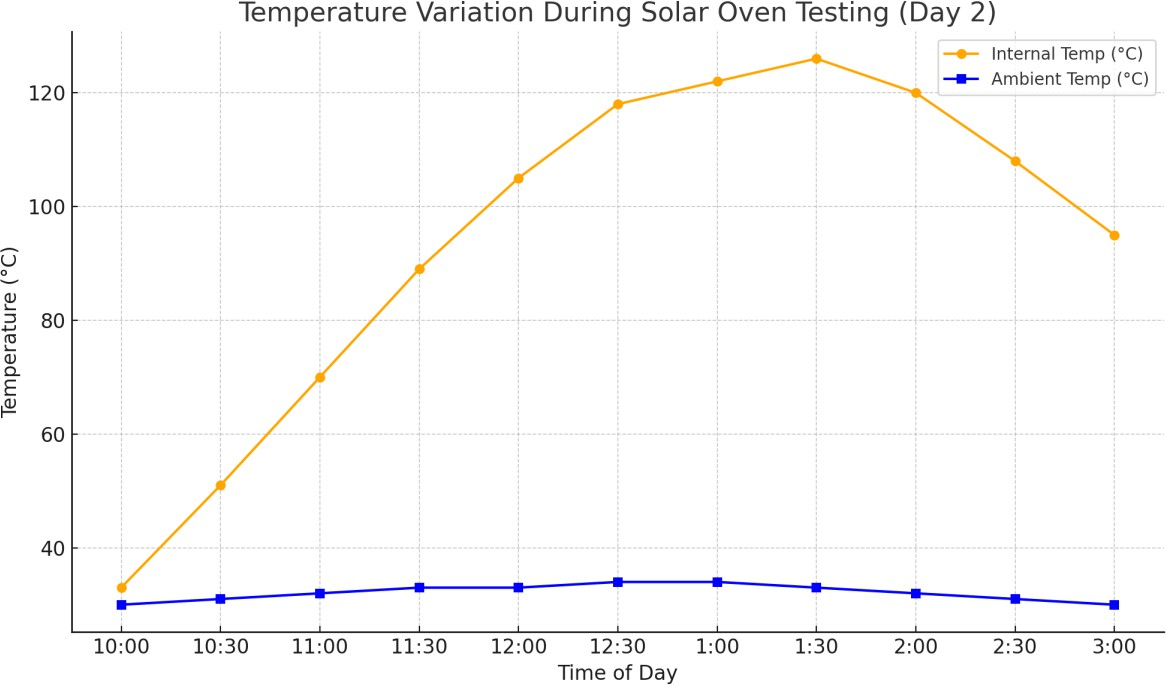 Temperature Variation During Solar Oven Testing (Day 2)
Internal Temp (°C)
Ambient Temp (°C)
Temperature (°C)
120
100
80
60
40
10:00 10:30 11:00 11:30 12:00 12:30 1:00 1:30 2:00 2:30 3:00
Time of Day